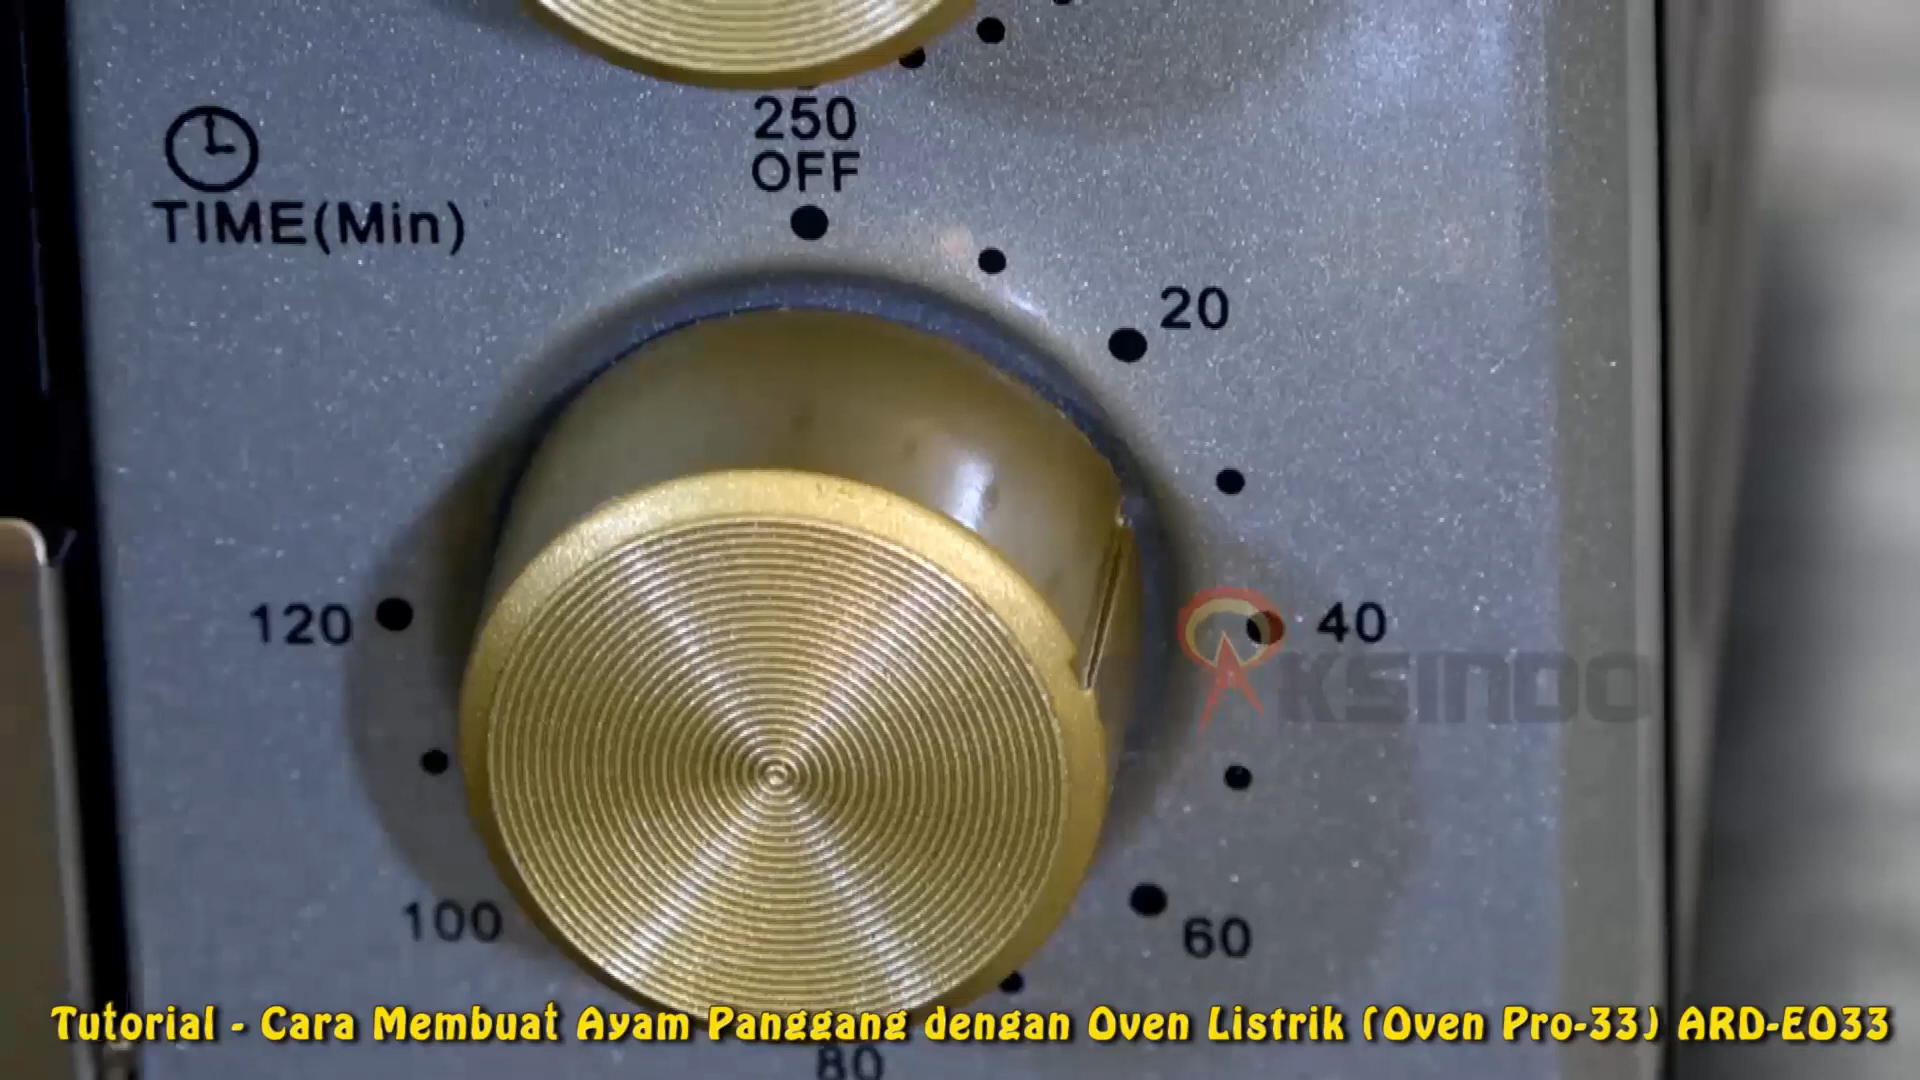 250
OFF
TIME(Min)
20
120
40
KSINDO
100
60
Tutorial - Cara Membuat Ayam Panggang dengan Oven Listrik (Oven Pro-33) ARD-EO33
80